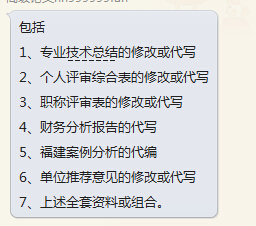 包括
1、专业技术总结的修改或代写
2、个人评审综合表的修改或代写
3、职称评审表的修改或代写
4、财务分析报告的代写
5、福建案例分析的代编
6、单位推荐意见的修改或代写
7、上述全套资料或组合。